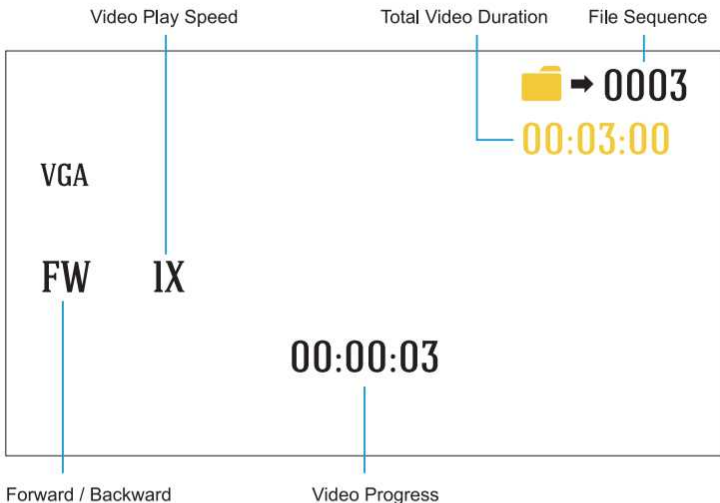 Video Play Speed Total Video Duration File Sequence
0003
00:03:00
VGA
FW 1X
00:00:03
Forward / Backward Video Progress